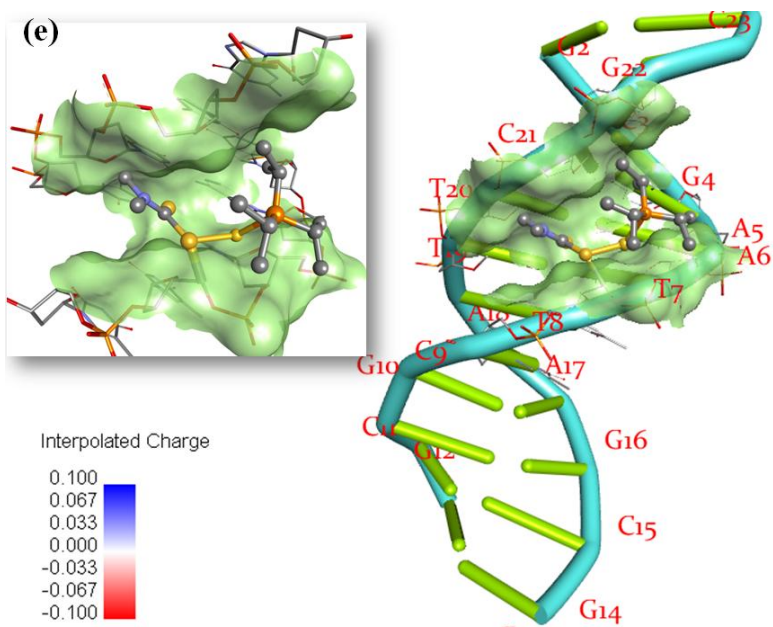 (e)
C23
G2
G22
C21
G4
T20
A5
A6
T7
T8
A17
C9
G10
C11
G12
G16
C15
G14
Interpolated Charge
0.100
0.067
0.033
0.000
-0.033
-0.067
-0.100